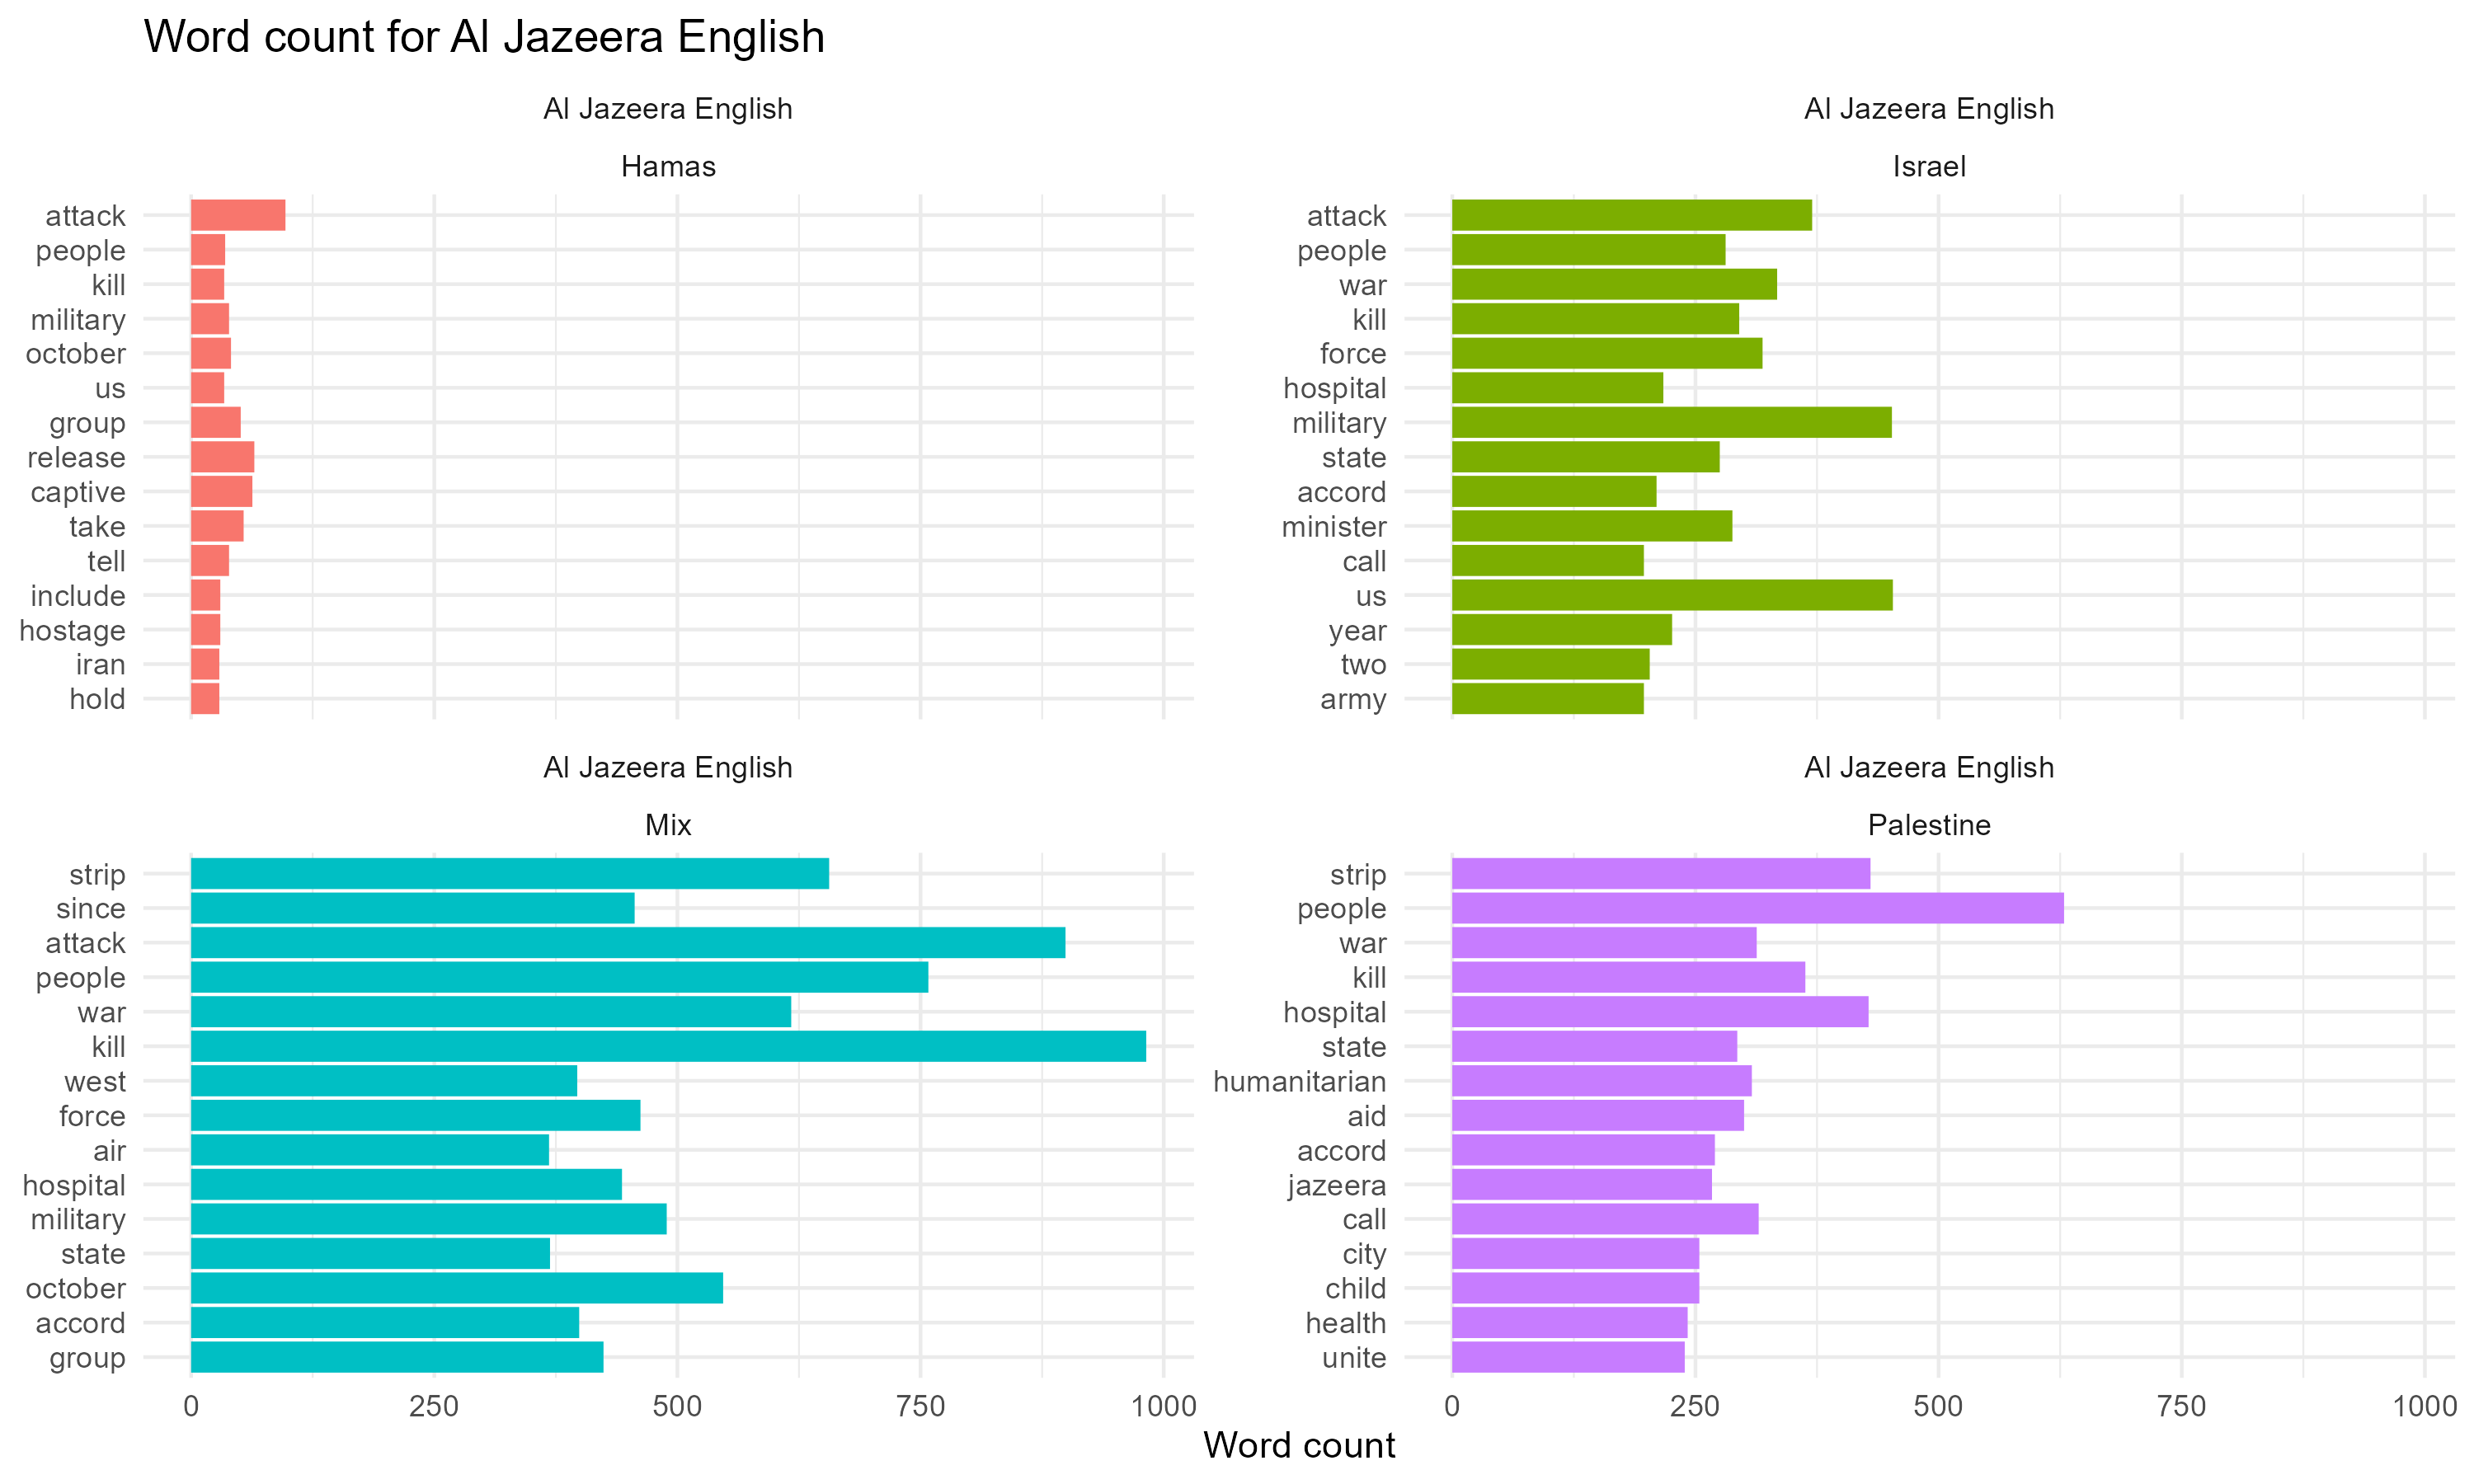 Word count for Al Jazeera English
Al Jazeera English
Hamas
attack
people
kill
military
october
us
group
release
captive
take
tell
include
hostage
iran
hold
Al Jazeera English
Israel
attack
people
war
kill
force
hospital
military
state
accord
minister
call
us
year
two
army
Al Jazeera English
Mix
strip
since
attack
people
war
kill
west
force
air
hospital
military
state
october
accord
group
0 250 500 750 1000
Al Jazeera English
Palestine
strip
people
war
kill
hospital
state
humanitarian
aid
accord
jazeera
call
city
child
health
unite
0 250 500 750 1000
Word count